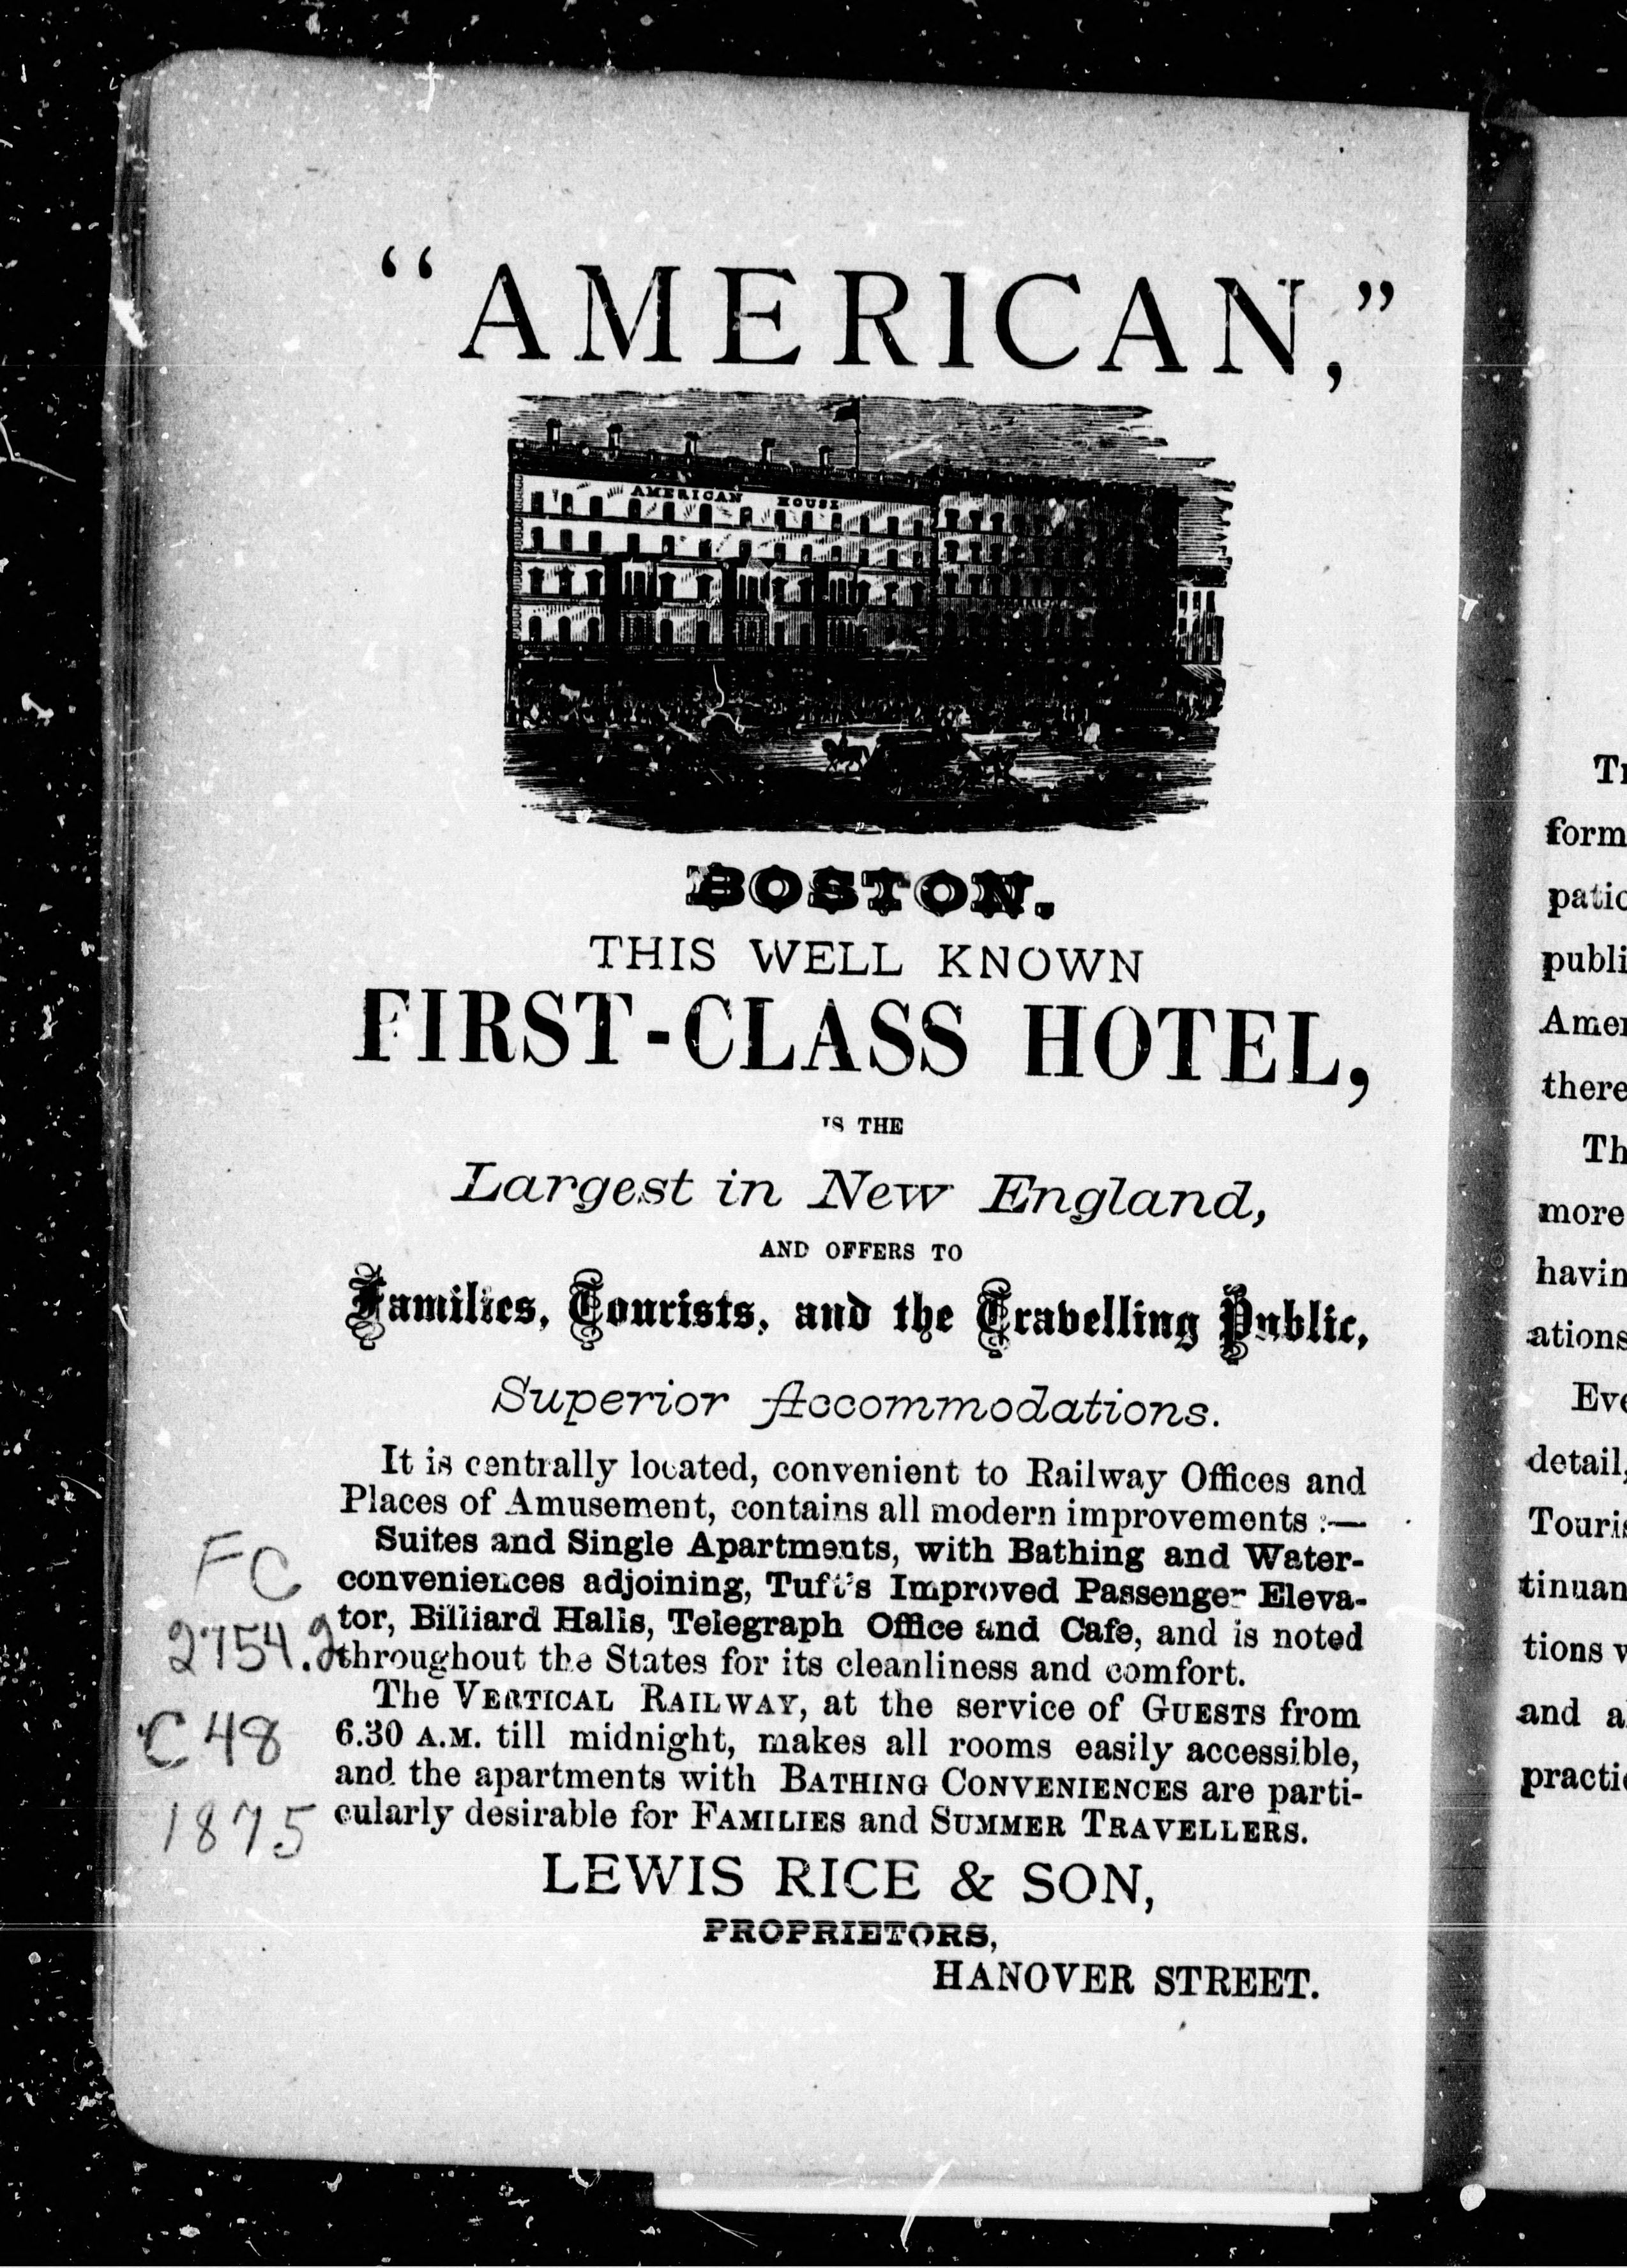 “AMERICAN,”
AMERICAN HOUSE
BOSTON.
THIS WELL KNOWN
FIRST-CLASS HOTEL,
IS THE
Largest in New England,
AND OFFERS TO
Families, Tourists, and the Travelling Public,
Superior Accommodations.
It is centrally located, convenient to Railway Offices and
Places of Amusement, contains all modern improvements :—
Suites and Single Apartments, with Bathing and Water-
conveniences adjoining, Tuft's Improved Passenger Eleva-
tor, Billiard Halls, Telegraph Office and Cafe, and is noted
throughout the States for its cleanliness and comfort.
The VERTICAL RAILWAY, at the service of GUESTS from
6.30 A.M. till midnight, makes all rooms easily accessible,
and the apartments with BATHING CONVENIENCES are parti-
cularly desirable for FAMILIES and SUMMER TRAVELLERS.
LEWIS RICE & SON,
PROPRIETORS,
HANOVER STREET.
FC
2754.2
C48
1875
form
patio
publi
Amer
there
Th
more
havin
ations
Eve
detail,
Touris
tinuan
tions
and a
practi